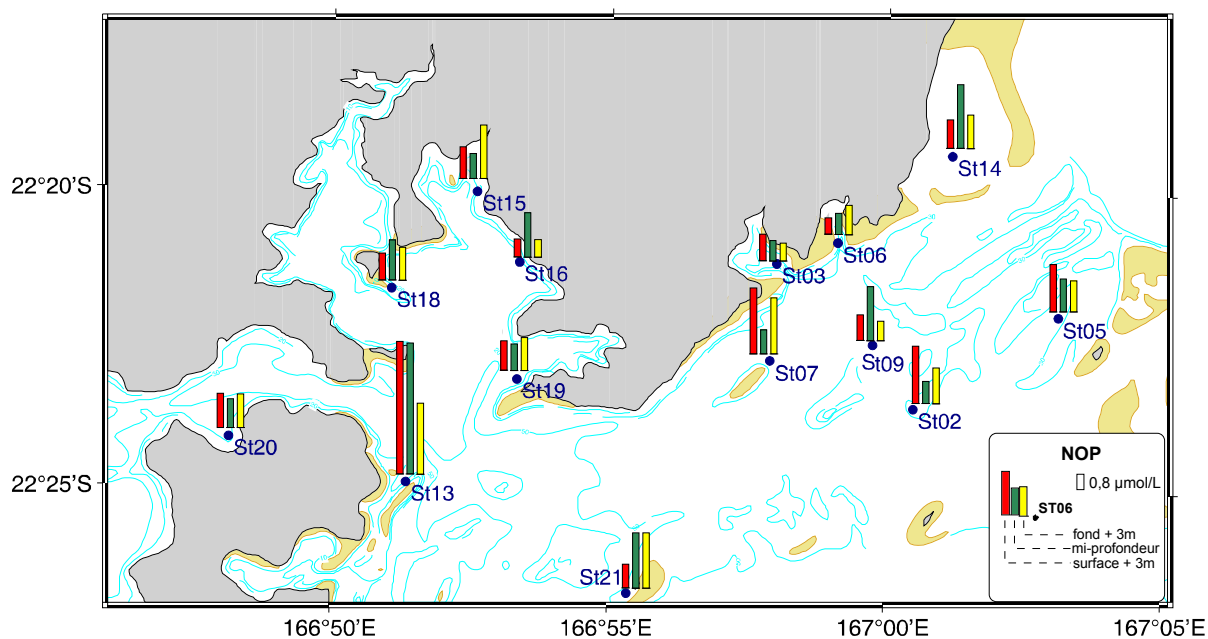 St14
22°20'S
St15
St06
St16
St03
St18
St05
St09
St07
St19
St02
St20
NOP
0,8 µmol/L
22°25'S
St13
ST06
fond + 3m
mi-profondeur
surface + 3m
St21
166°50'E
166°55'E
167°00'E
167°05'E